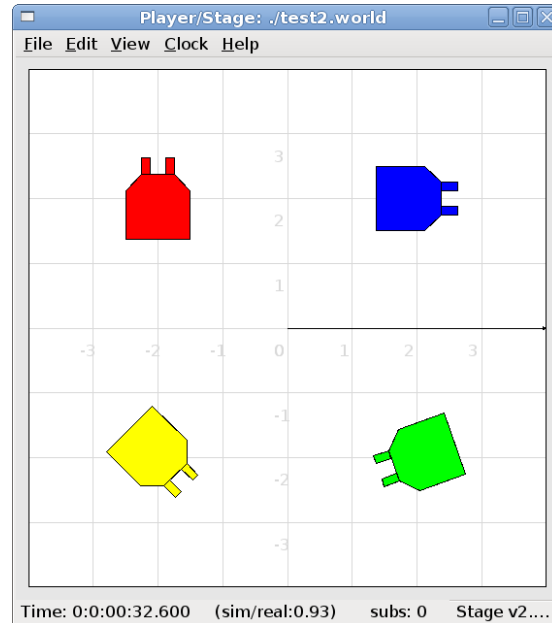 Player/Stage: ./test2.world
File Edit View Clock Help
3
2
1
-3 -2 -1 0 1 2 3
-1
-2
-3
Time: 0:0:00:32.600 (sim/real:0.93) subs: 0 Stage v2....